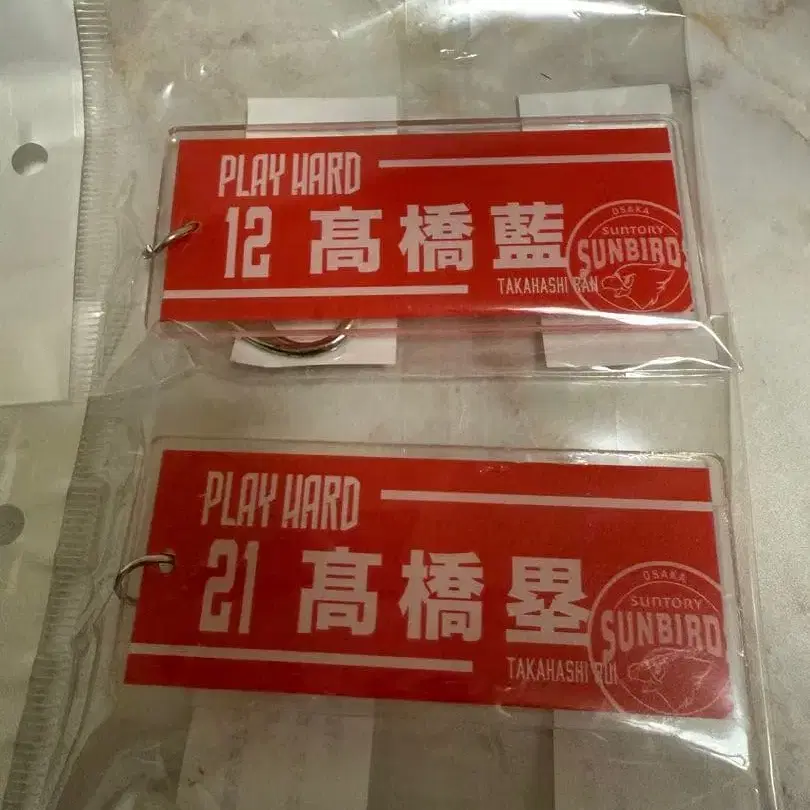 PLAY HARD
12 髙橋藍
TAKAHASHI RAN
OSAKA
SUNTORY
SUNBIRDS
PLAY HARD
21 髙橋塁
TAKAHASHI RUI
OSAKA
SUNTORY
SUNBIRD